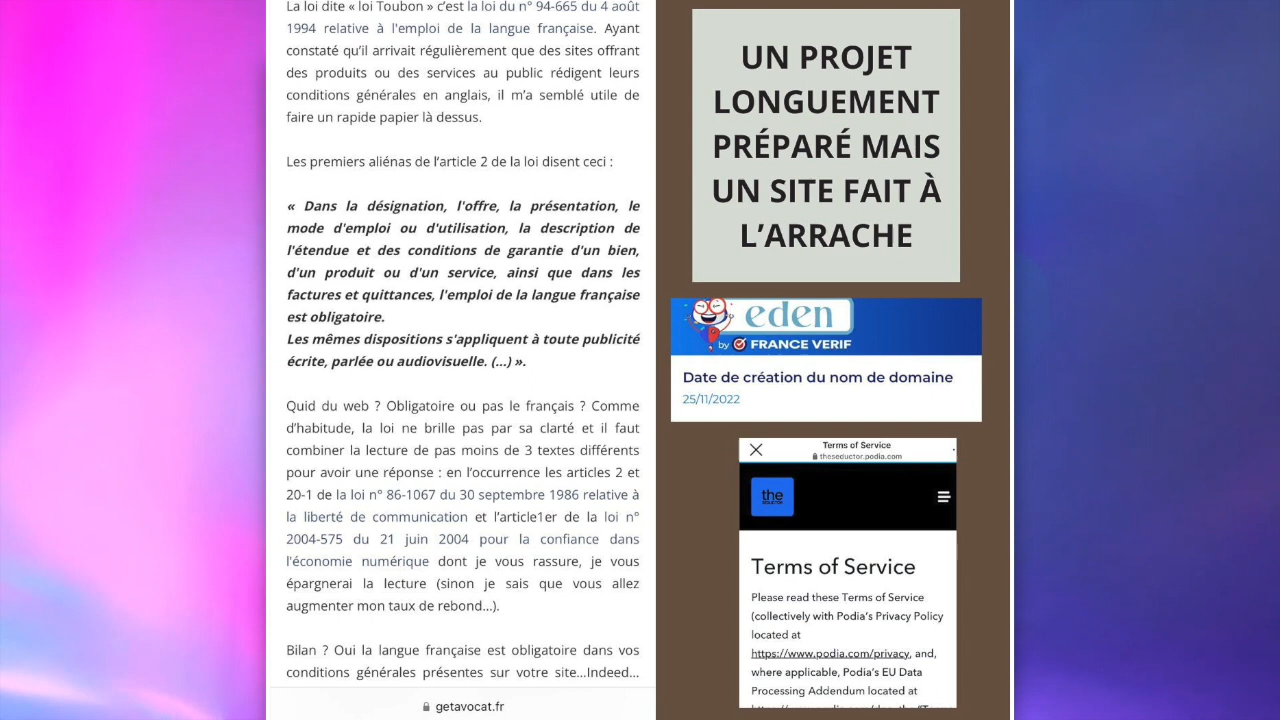 La loi dite « loi Toubon » c’est la loi du n° 94-665 du 4 août
1994 relative à l'emploi de la langue française. Ayant
constaté qu’il arrivait régulièrement que des sites offrant
des produits ou des services au public rédigent leurs
conditions générales en anglais, il m’a semblé utile de
faire un rapide papier là dessus.
Les premiers aliénas de l’article 2 de la loi disent ceci :
« Dans la désignation, l'offre, la présentation, le
mode d'emploi ou d'utilisation, la description de
l'étendue et des conditions de garantie d'un bien,
d'un produit ou d'un service, ainsi que dans les
factures et quittances, l'emploi de la langue française
est obligatoire.
Les mêmes dispositions s'appliquent à toute publicité
écrite, parlée ou audiovisuelle. (...) ».
Quid du web ? Obligatoire ou pas le français ? Comme
d’habitude, la loi ne brille pas par sa clarté et il faut
combiner la lecture de pas moins de 3 textes différents
pour avoir une réponse : en l’occurrence les articles 2 et
20-1 de la loi n° 86-1067 du 30 septembre 1986 relative à
la liberté de communication et l’article1er de la loi n°
2004-575 du 21 juin 2004 pour la confiance dans
l'économie numérique dont je vous rassure, je vous
épargnerai la lecture (sinon je sais que vous allez
augmenter mon taux de rebond...).
Bilan ? Oui la langue française est obligatoire dans vos
conditions générales présentes sur votre site...Indeed...
getavocat.fr
UN PROJET
LONGUEMENT
PRÉPARÉ MAIS
UN SITE FAIT À
L’ARRACHE
eden
by FRANCE VERIF
Date de création du nom de domaine
25/11/2022
Terms of Service
theseductor.podia.com
the
Terms of Service
Please read these Terms of Service
(collectively with Podia’s Privacy Policy
located at
https://www.podia.com/privacy, and,
where applicable, Podia’s EU Data
Processing Addendum located at